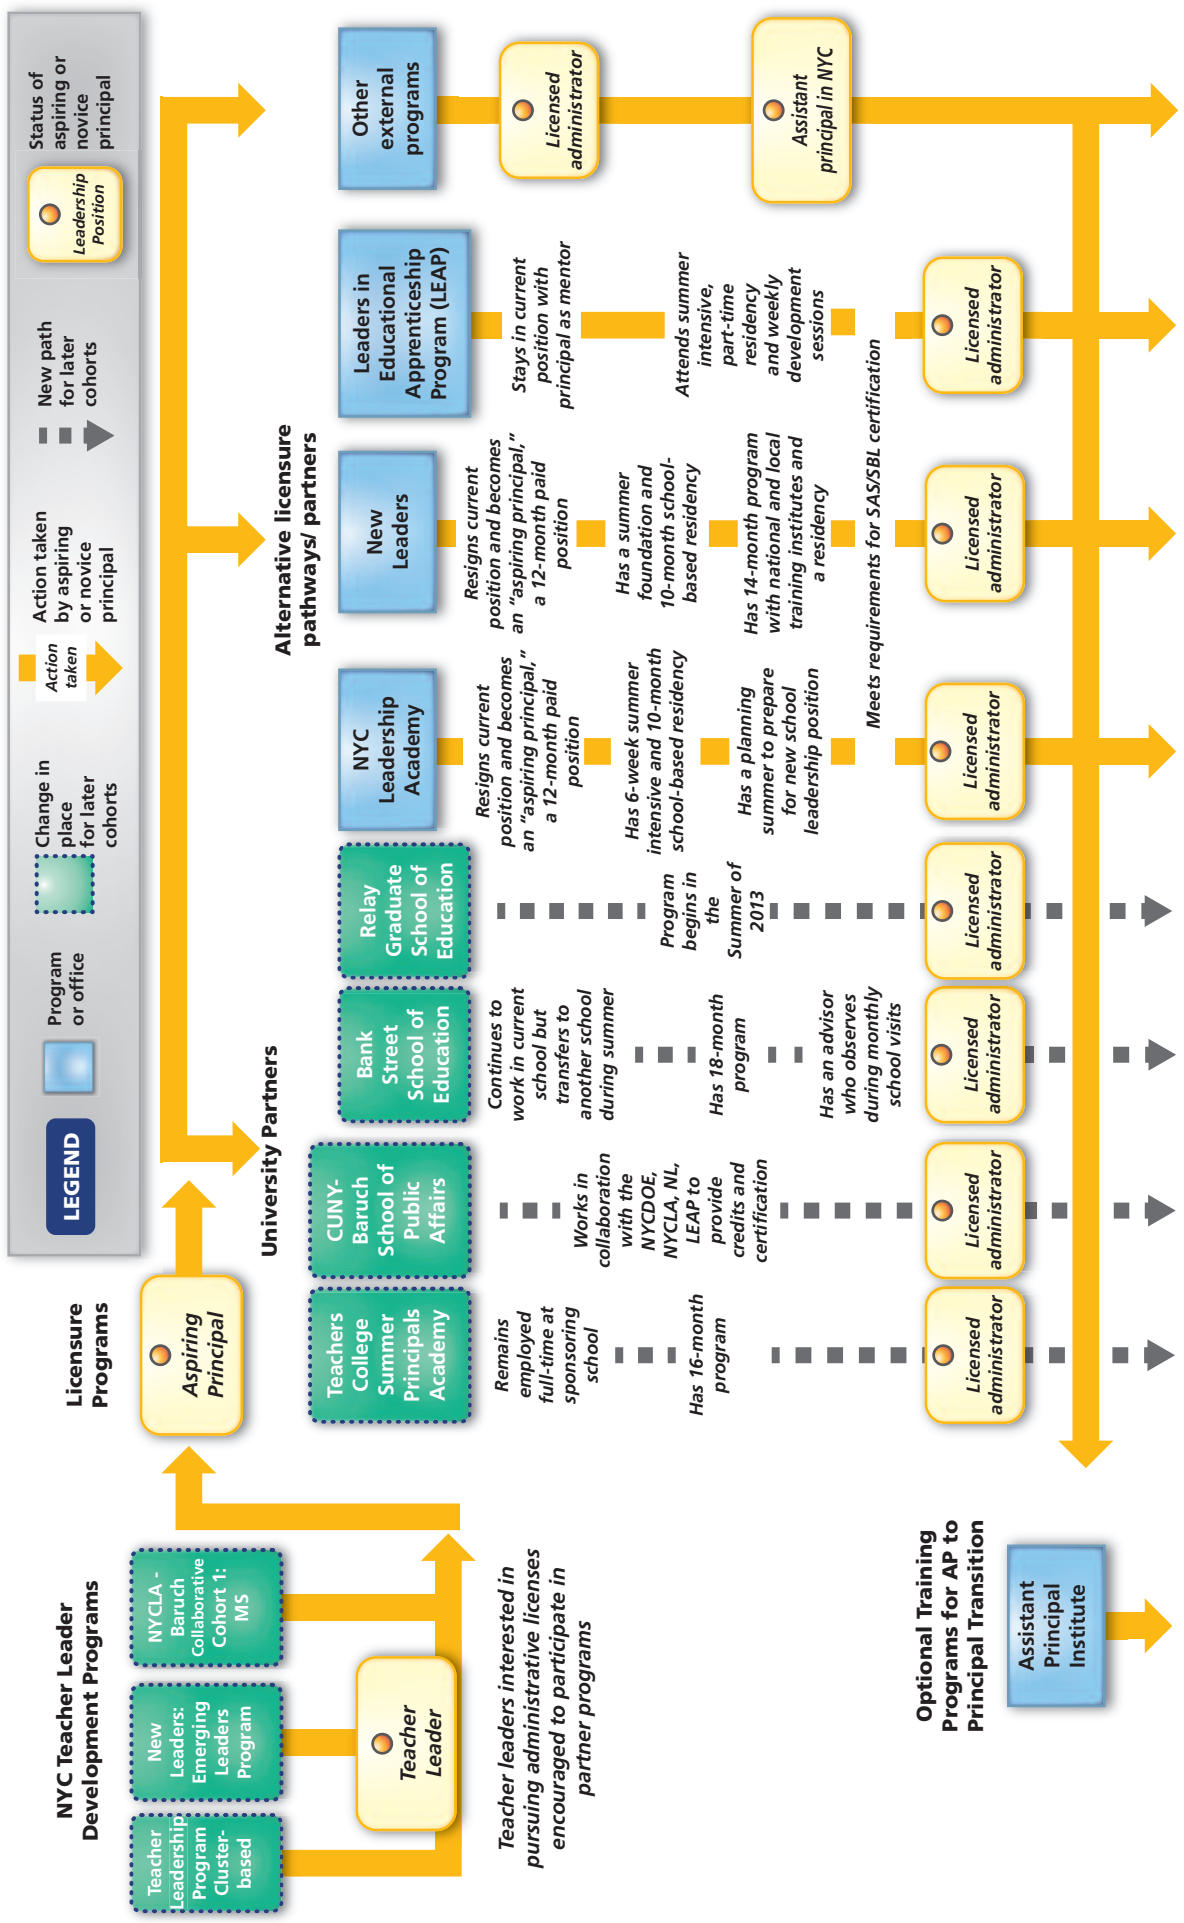 LEGEND
Program
or office
Change in
place
for later
cohorts
Action
taken
Action taken
by aspiring
or novice
principal
New path
for later
cohorts
Leadership
Position
Status of
aspiring or
novice
principal
NYC Teacher Leader
Development Programs
Teacher
Leadership
Program
Cluster-
based
New
Leaders:
Emerging
Leaders
Program
NYCLA -
Baruch
Collaborative
Cohort 1:
MS
Teacher
Leader
Teacher leaders interested in
pursuing administrative licenses
encouraged to participate in
partner programs
Licensure
Programs
Aspiring
Principal
University Partners
Teachers
College
Summer
Principals
Academy
Remains
employed
full-time at
sponsoring
school
Has 16-month
program
Licensed
administrator
CUNY-
Baruch
School of
Public
Affairs
Works in
collaboration
with the
NYCDOE,
NYCLA, NL,
LEAP to
provide
credits and
certification
Licensed
administrator
Bank
Street
School of
Education
Continues to
work in current
school but
transfers to
another school
during summer
Has 18-month
program
Has an advisor
who observes
during monthly
school visits
Licensed
administrator
Relay
Graduate
School of
Education
Program
begins in
the
Summer of
2013
Licensed
administrator
Alternative licensure
pathways/ partners
NYC
Leadership
Academy
Resigns current
position and becomes
an “aspiring principal,”
a 12-month paid
position
Has 6-week summer
intensive and 10-month
school-based residency
Has a planning
summer to prepare
for new school
leadership position
Licensed
administrator
New
Leaders
Resigns current
position and becomes
an “aspiring principal,”
a 12-month paid
position
Has a summer
foundation and
10-month school-
based residency
Has 14-month program
with national and local
training institutes and
a residency
Meets requirements for SAS/SBL certification
Licensed
administrator
Leaders in
Educational
Apprenticeship
Program (LEAP)
Stays in current
position with
principal as mentor
Attends summer
intensive,
part-time
residency
and weekly
development
sessions
Licensed
administrator
Other
external
programs
Licensed
administrator
Assistant
principal in NYC
Optional Training
Programs for AP to
Principal Transition
Assistant
Principal
Institute